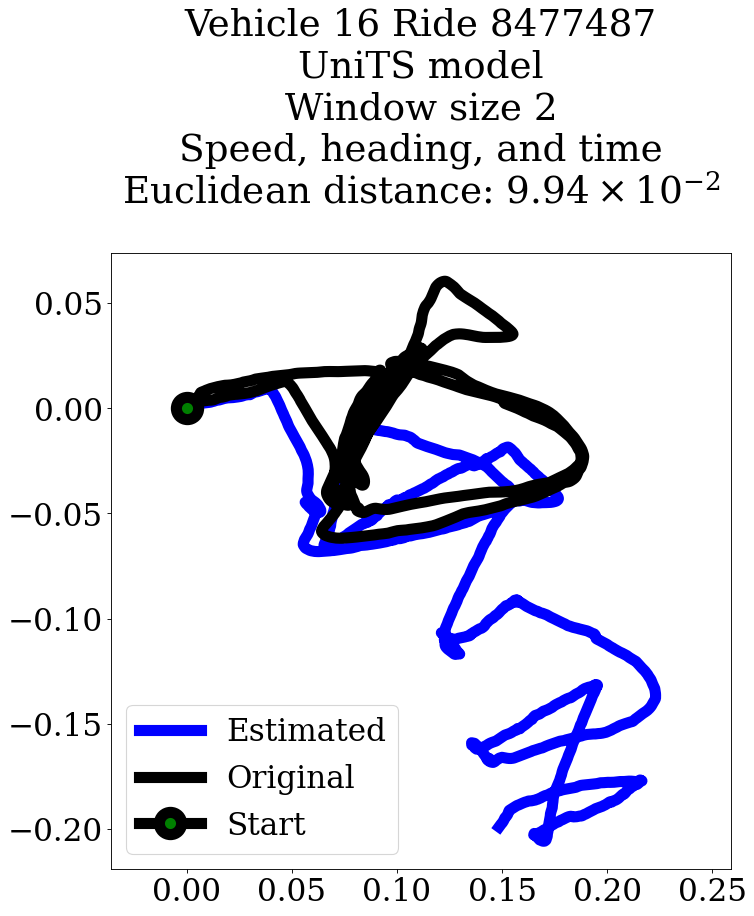 Vehicle 16 Ride 8477487
UniTS model
Window size 2
Speed, heading, and time
Euclidean distance: 9.94 × 10⁻²
0.05
0.00
−0.05
−0.10
−0.15
−0.20
Estimated
Original
Start
0.00 0.05 0.10 0.15 0.20 0.25